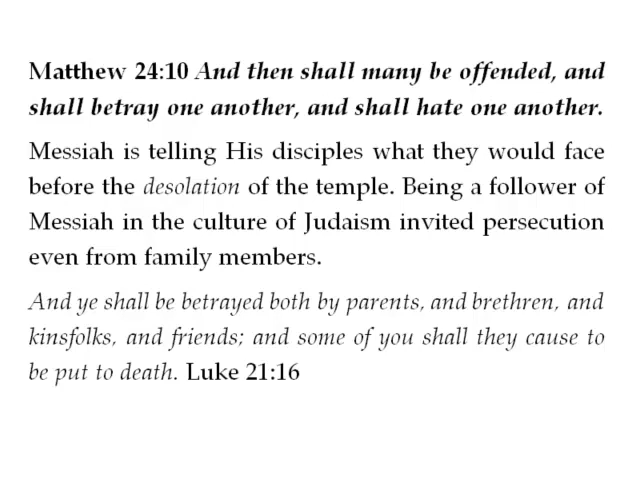 Matthew 24:10 And then shall many be offended, and
shall betray one another, and shall hate one another.
Messiah is telling His disciples what they would face
before the desolation of the temple. Being a follower of
Messiah in the culture of Judaism invited persecution
even from family members.
And ye shall be betrayed both by parents, and brethren, and
kinsfolks, and friends; and some of you shall they cause to
be put to death. Luke 21:16